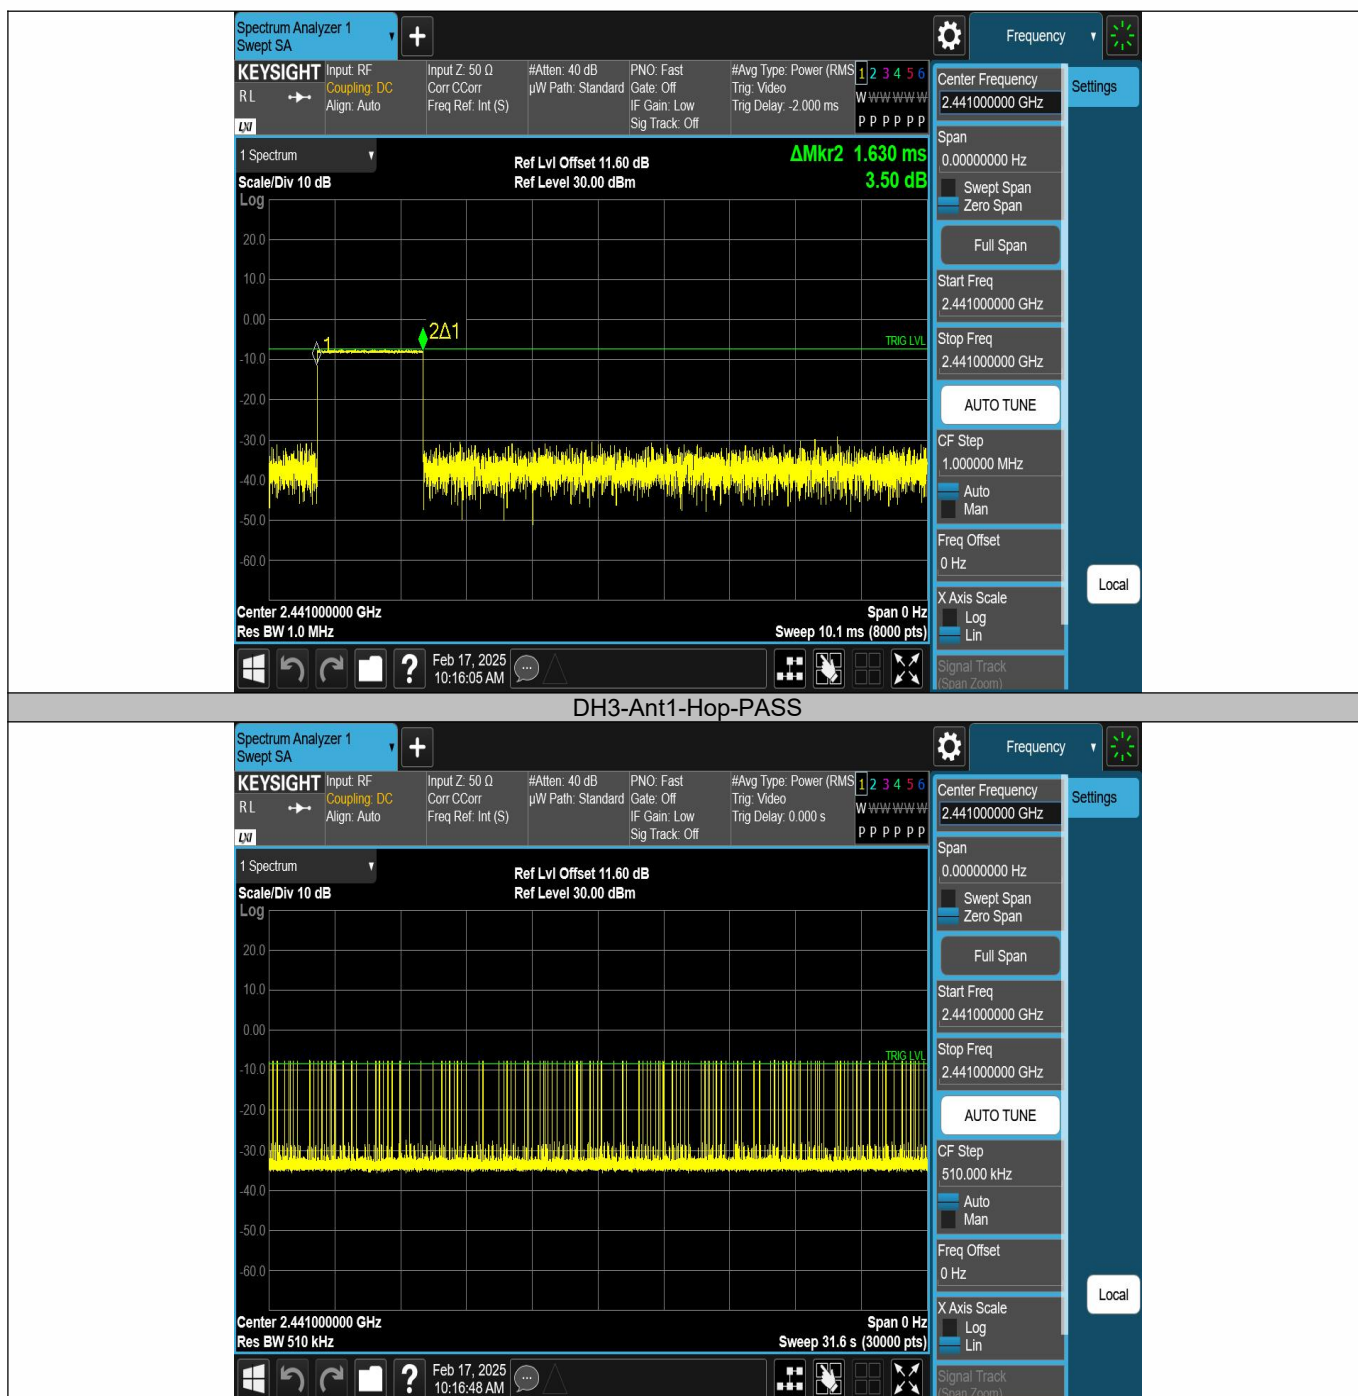 Spectrum Analyzer 1
Swept SA
Frequency
KEYSIGHT
R L
LXI
Input: RF
Coupling: DC
Align: Auto
Input Z: 50 Ω
Corr CCorr
Freq Ref: Int (S)
#Atten: 40 dB
µW Path: Standard
PNO: Fast
Gate: Off
IF Gain: Low
Sig Track: Off
#Avg Type: Power (RMS
Trig: Video
Trig Delay: -2.000 ms
1 2 3 4 5 6
W W W W W W
P P P P P P
Center Frequency
2.441000000 GHz
Settings
1 Spectrum
Scale/Div 10 dB
Log
Ref Lvl Offset 11.60 dB
Ref Level 30.00 dBm
ΔMkr2 1.630 ms
3.50 dB
Span
0.00000000 Hz
Swept Span
Zero Span
Full Span
Start Freq
2.441000000 GHz
Stop Freq
2.441000000 GHz
AUTO TUNE
CF Step
1.000000 MHz
Auto
Man
Freq Offset
0 Hz
X Axis Scale
Log
Lin
Signal Track
(Span Zoom)
Local
20.0
10.0
0.00
-10.0
-20.0
-30.0
-40.0
-50.0
-60.0
1
2Δ1
TRIG LVL
Center 2.441000000 GHz
Res BW 1.0 MHz
Span 0 Hz
Sweep 10.1 ms (8000 pts)
?
Feb 17, 2025
10:16:05 AM
DH3-Ant1-Hop-PASS
Spectrum Analyzer 1
Swept SA
Frequency
KEYSIGHT
R L
LXI
Input: RF
Coupling: DC
Align: Auto
Input Z: 50 Ω
Corr CCorr
Freq Ref: Int (S)
#Atten: 40 dB
µW Path: Standard
PNO: Fast
Gate: Off
IF Gain: Low
Sig Track: Off
#Avg Type: Power (RMS
Trig: Video
Trig Delay: 0.000 s
1 2 3 4 5 6
W W W W W W
P P P P P P
Center Frequency
2.441000000 GHz
Settings
1 Spectrum
Scale/Div 10 dB
Log
Ref Lvl Offset 11.60 dB
Ref Level 30.00 dBm
Span
0.00000000 Hz
Swept Span
Zero Span
Full Span
Start Freq
2.441000000 GHz
Stop Freq
2.441000000 GHz
AUTO TUNE
CF Step
510.000 kHz
Auto
Man
Freq Offset
0 Hz
X Axis Scale
Log
Lin
Signal Track
(Span Zoom)
Local
20.0
10.0
0.00
-10.0
-20.0
-30.0
-40.0
-50.0
-60.0
TRIG LVL
Center 2.441000000 GHz
Res BW 510 kHz
Span 0 Hz
Sweep 31.6 s (30000 pts)
?
Feb 17, 2025
10:16:48 AM